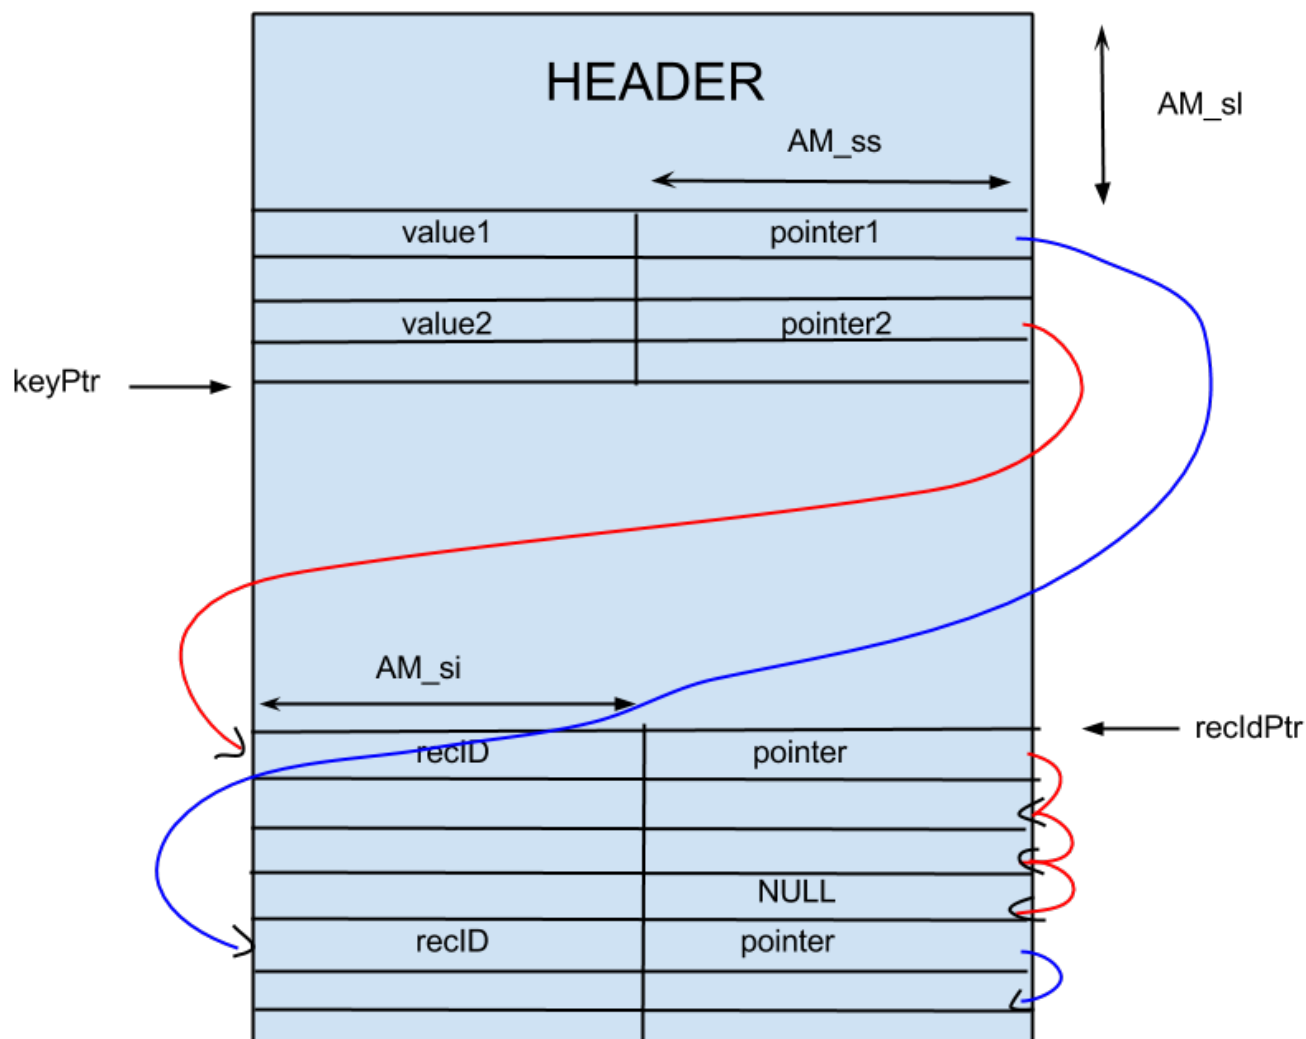 HEADER
AM_sl
AM_ss
value1 pointer1
value2 pointer2
keyPtr
AM_si
recIdPtr
recID pointer
NULL
recID pointer